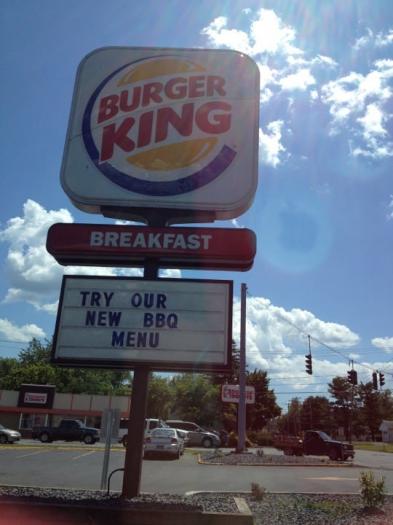 BURGER
KING
BREAKFAST
TRY OUR
NEW BBQ
MENU